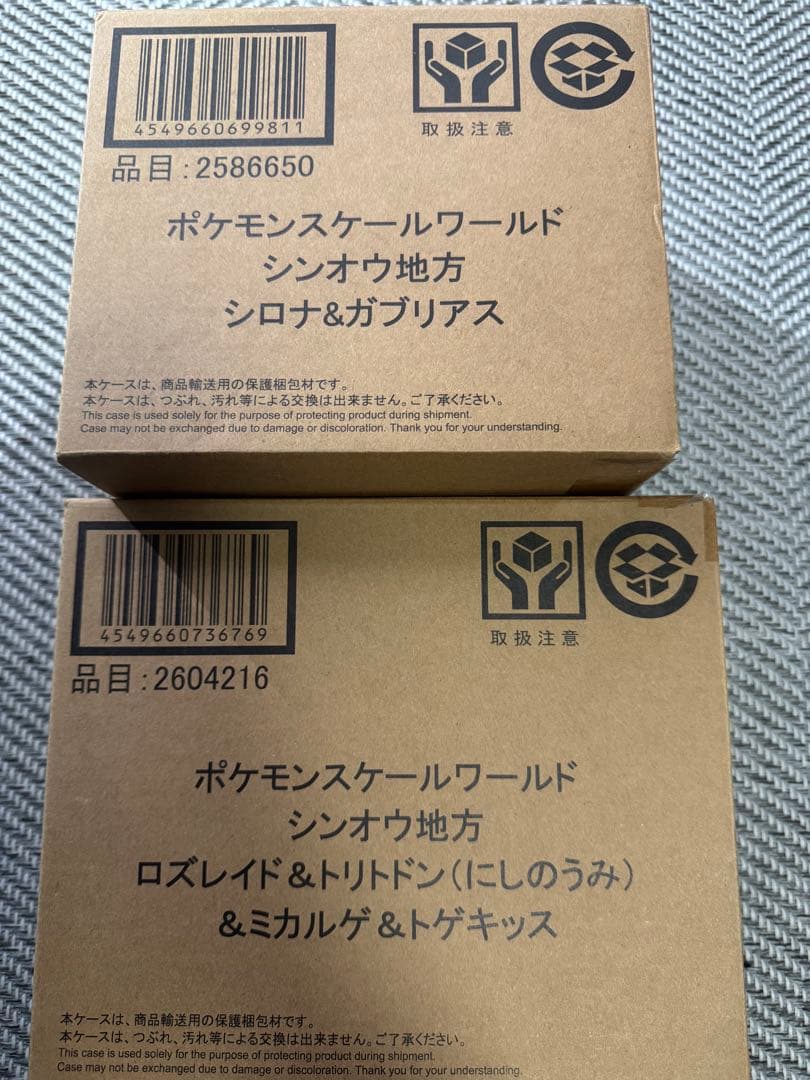 4549660699811
取扱注意
品目:2586650
ポケモンスケールワールド
シンオウ地方
シロナ&ガブリアス
本ケースは、商品輸送用の保護梱包材です。
本ケースは、つぶれ、汚れ等による交換は出来ません。ご了承ください。
This case is used solely for the purpose of protecting product during shipment.
Case may not be exchanged due to damage or discoloration. Thank you for your understanding.
4549660736769
取扱注意
品目:2604216
ポケモンスケールワールド
シンオウ地方
ロズレイド&トリトドン(にしのうみ)
&ミカルゲ&トゲキッス
本ケースは、商品輸送用の保護梱包材です。
本ケースは、つぶれ、汚れ等による交換は出来ません。ご了承ください。
This case is used solely for the purpose of protecting product during shipment.
Case may not be exchanged due to damage or discoloration. Thank you for your understanding.